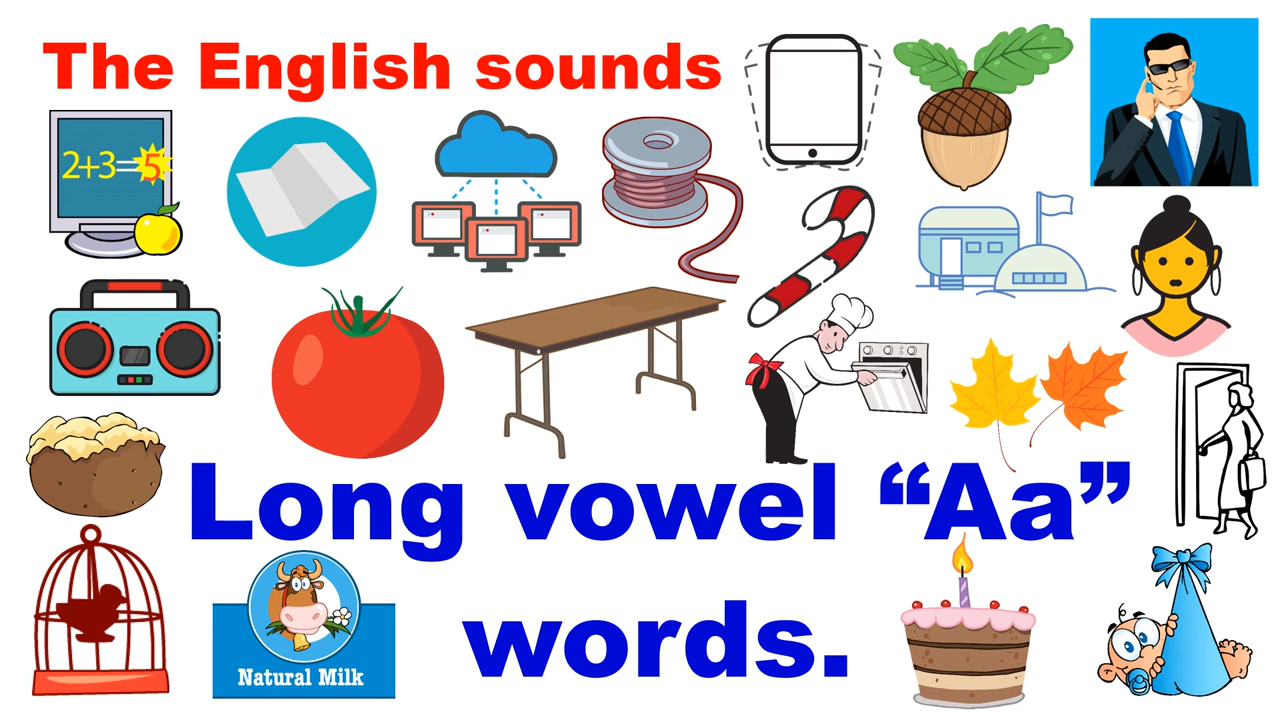 The English sounds
2+3=5
Long vowel “Aa”
words.
Natural Milk